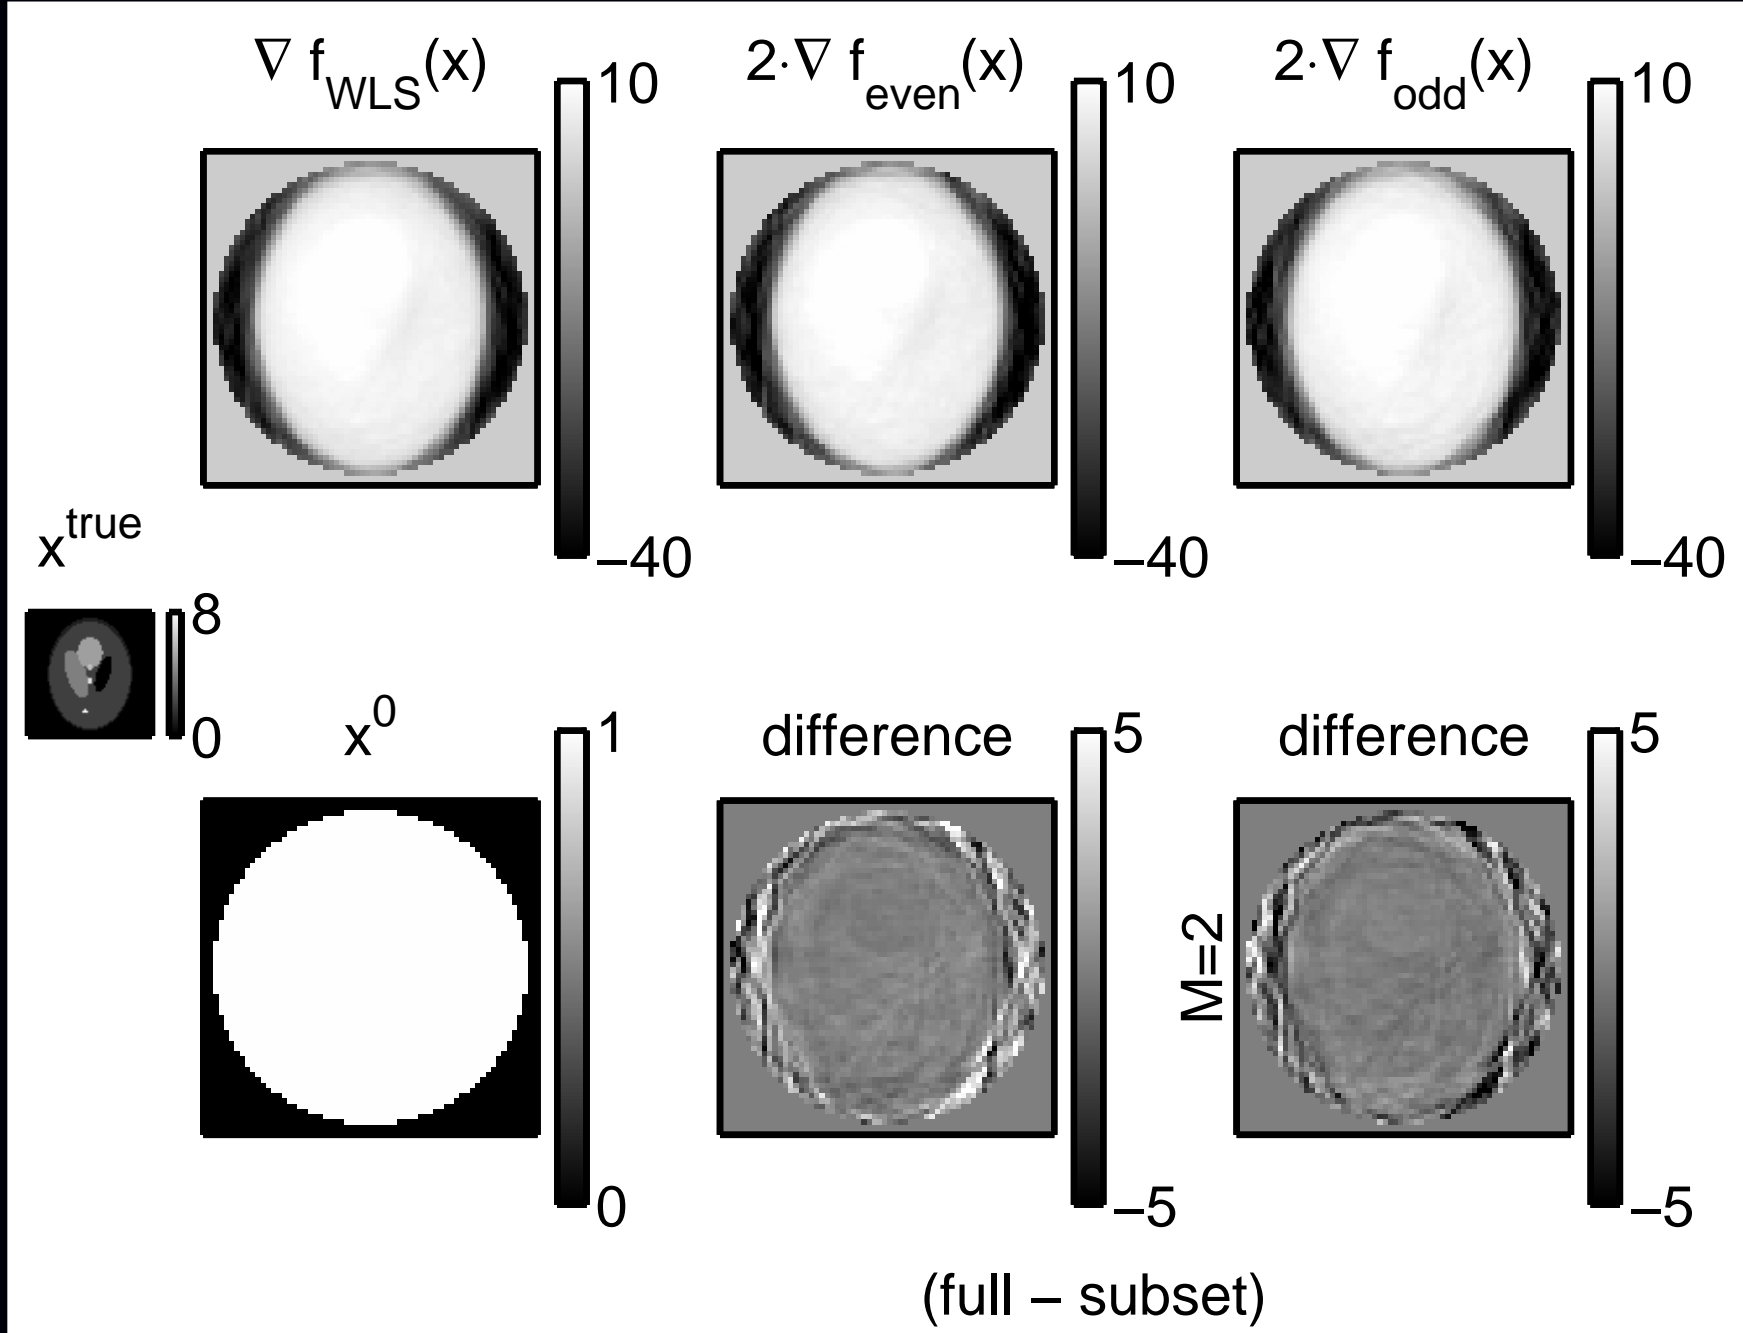 ∇ f_WLS(x)
10
−40
2·∇ f_even(x)
10
−40
2·∇ f_odd(x)
10
−40
x^true
8
0
x^0
1
0
difference
5
−5
difference
5
−5
M=2
(full − subset)